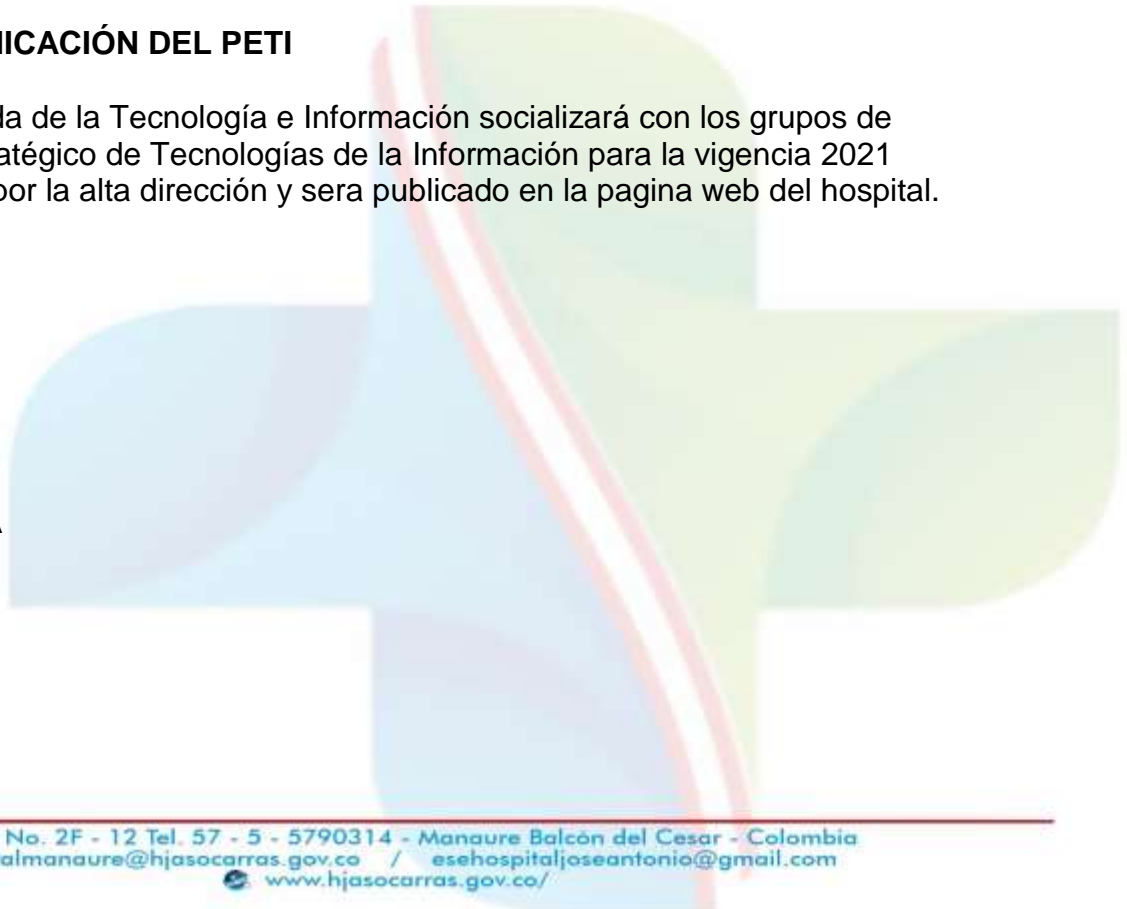 NICACIÓN DEL PETI
da de la Tecnología e Información socializará con los grupos de
atégico de Tecnologías de la Información para la vigencia 2021
por la alta dirección y sera publicado en la pagina web del hospital.
A
No. 2F - 12 Tel. 57 - 5 - 5790314 - Manaure Balcón del Cesar - Colombia
almanaure@hjasocarras.gov.co / esehospitaljoseantonio@gmail.com
www.hjasocarras.gov.co/